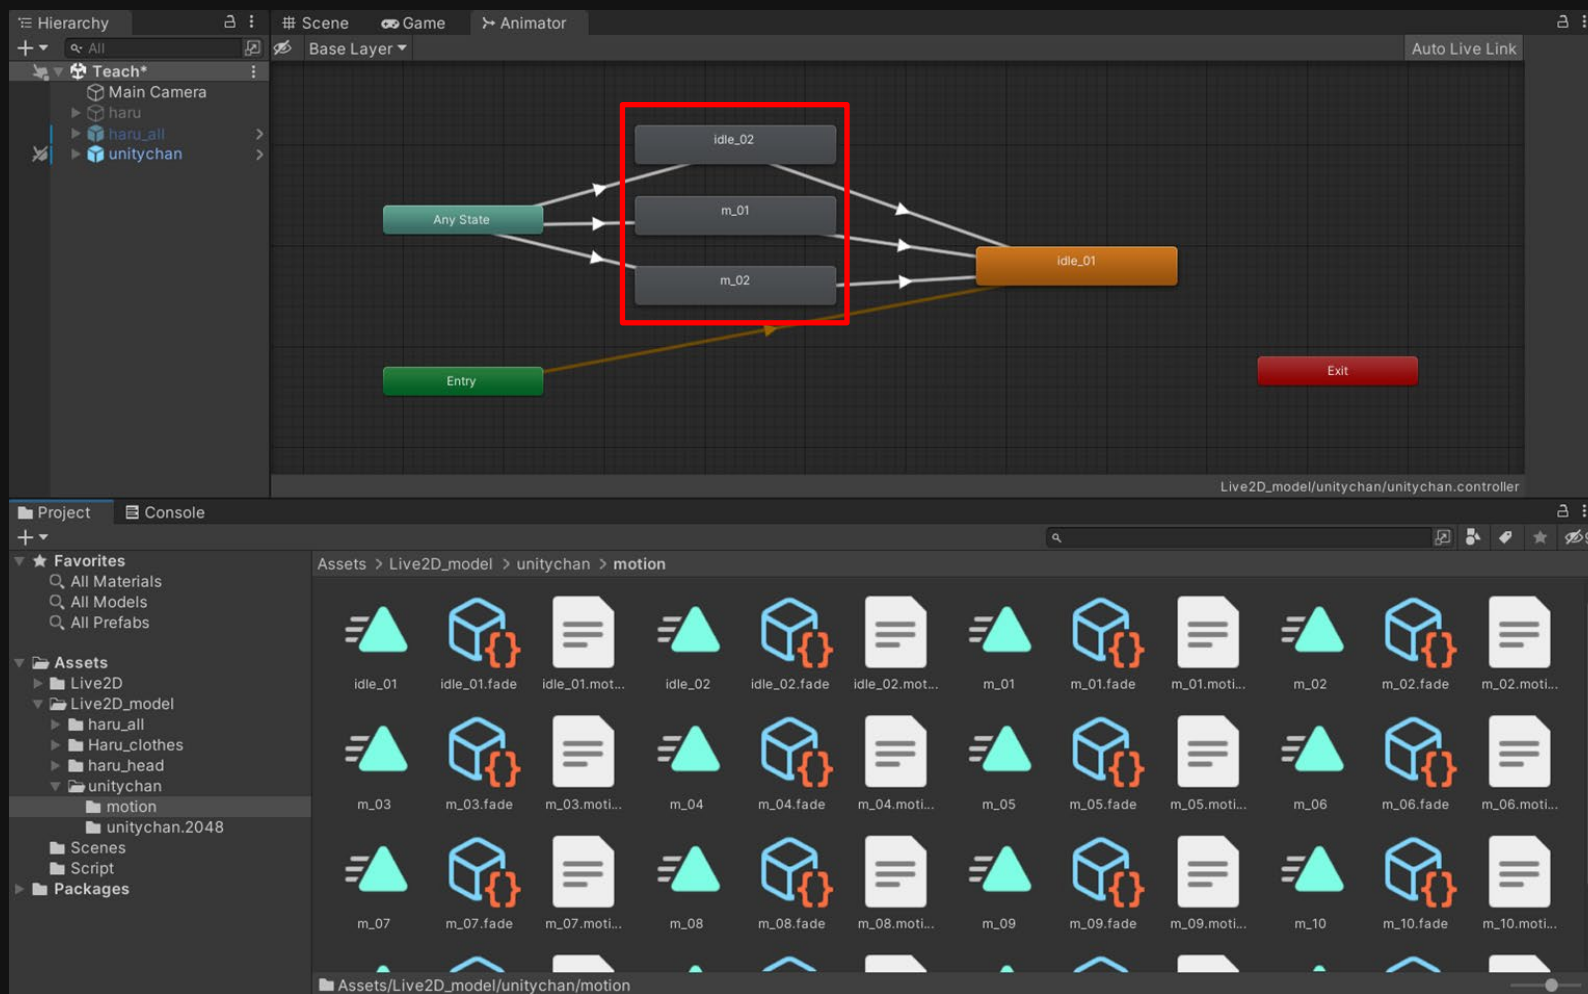 Hierarchy
Scene
Game
Animator
All
Base Layer
Auto Live Link
Teach*
Main Camera
haru
haru_all
unitychan
idle_02
m_01
m_02
Any State
idle_01
Entry
Exit
Live2D_model/unitychan/unitychan.controller
Project
Console
Favorites
All Materials
All Models
All Prefabs
Assets
Live2D
Live2D_model
haru_all
Haru_clothes
haru_head
unitychan
motion
unitychan.2048
Scenes
Script
Packages
Assets > Live2D_model > unitychan > motion
idle_01 idle_01.fade idle_01.mot... idle_02 idle_02.fade idle_02.mot... m_01 m_01.fade m_01.moti... m_02 m_02.fade m_02.moti...
m_03 m_03.fade m_03.moti... m_04 m_04.fade m_04.moti... m_05 m_05.fade m_05.moti... m_06 m_06.fade m_06.moti...
m_07 m_07.fade m_07.moti... m_08 m_08.fade m_08.moti... m_09 m_09.fade m_09.moti... m_10 m_10.fade m_10.moti...
Assets/Live2D_model/unitychan/motion